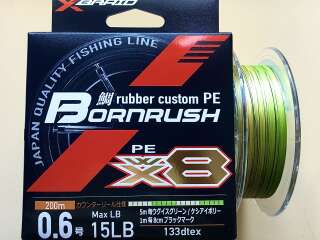 X BRAID
JAPAN QUALITY FISHING LINE
鯛 rubber custom PE
BORNRUSH
PE
WX8
200m カウンターリール仕様
5m毎ウグイスグリーン/ケシアイボリー
1m毎8cmブラックマーク
0.6号
Max LB
15LB
133dtex